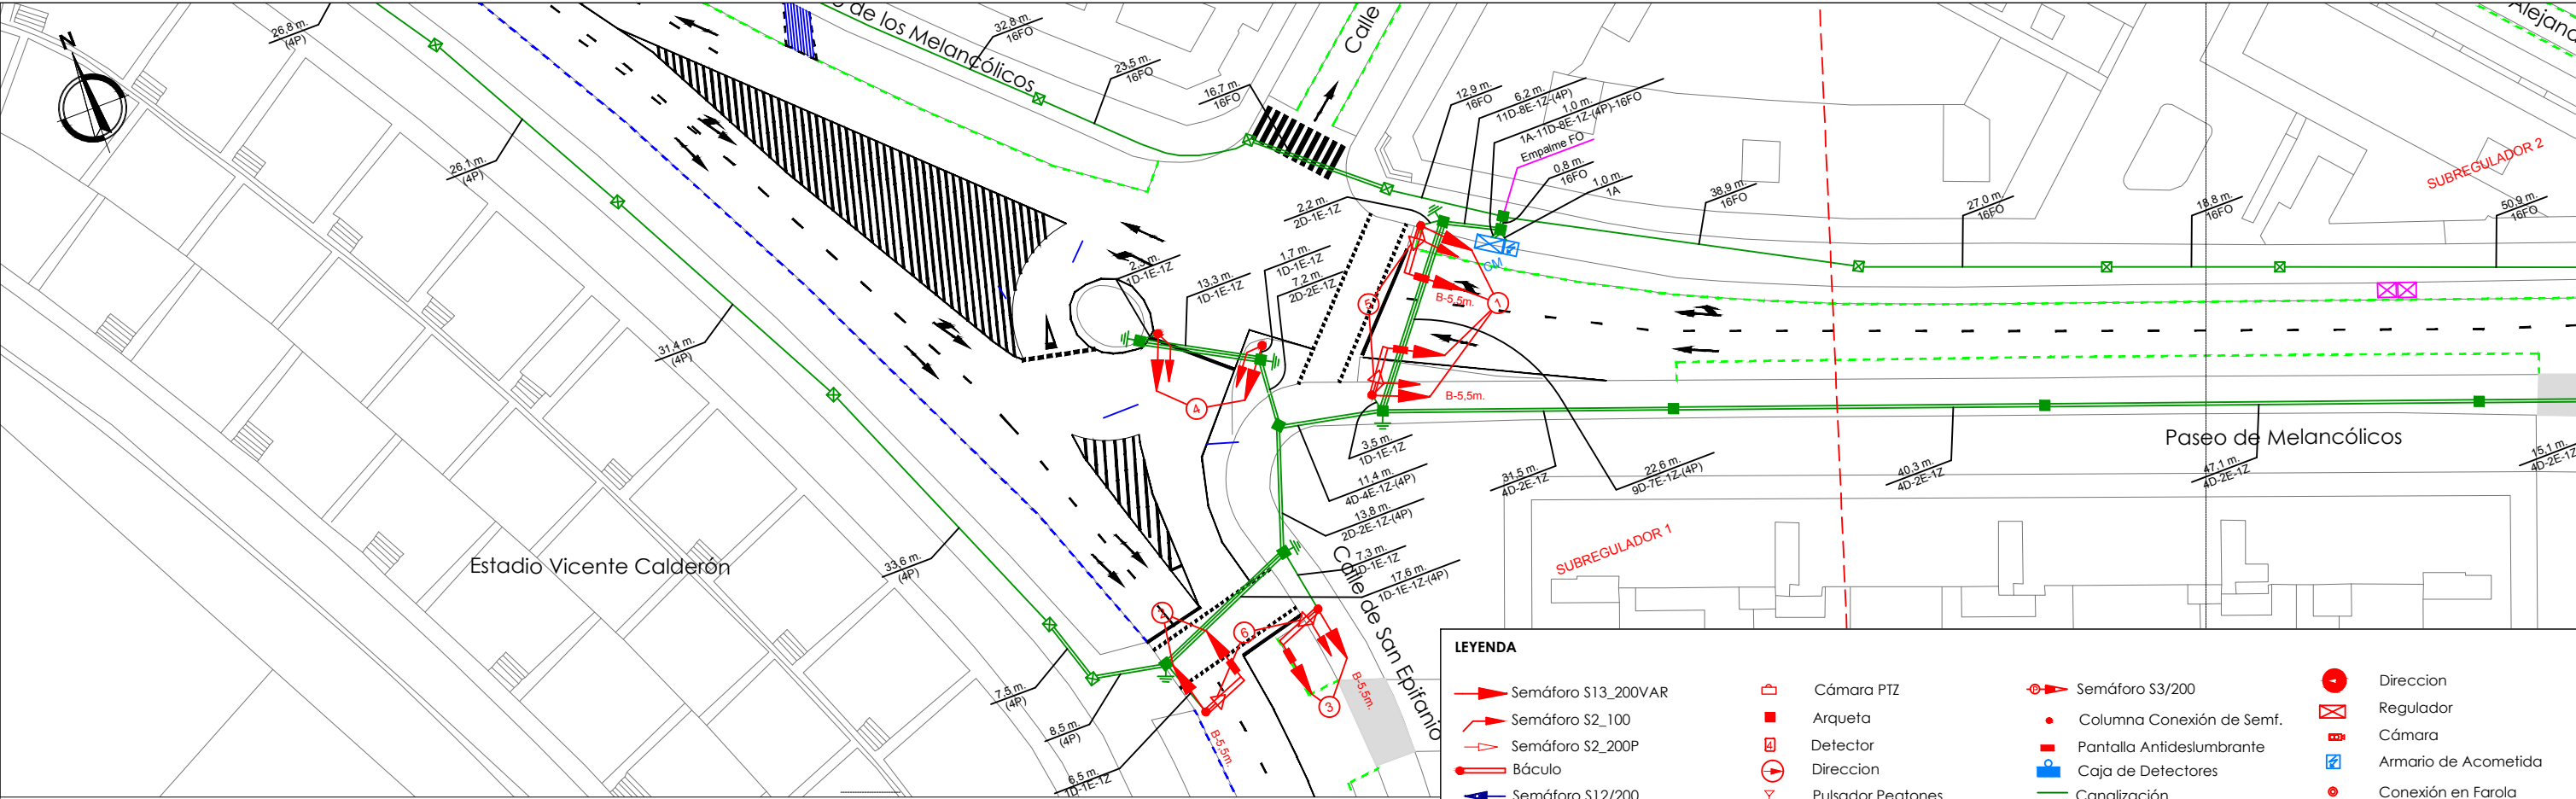 N
26,8 m.
(4P)
o de los Melancólicos
32,8 m.
16FO
23,5 m.
16FO
16,7 m.
16FO
Calle
12,9 m.
16FO
6,2 m.
11D-8E-1Z-(4P)
1,0 m.
1A-11D-8E-1Z-(4P)-16FO
Empalme FO
0,8 m.
16FO
1,0 m.
1A
38,9 m.
16FO
27,0 m.
16FO
18,8 m.
16FO
50,9 m.
16FO
SUBREGULADOR 2
26,1 m.
(4P)
2,2 m.
2D-1E-1Z
1D-1E-1Z
13,3 m.
1D-1E-1Z
1,7 m.
1D-1E-1Z
7,2 m.
2D-2E-1Z
5
1
B-5,5m.
GM
31,4 m.
(4P)
4
B-5,5m.
3,5 m.
1D-1E-1Z
11,4 m.
4D-4E-1Z-(4P)
13,8 m.
2D-2E-1Z-(4P)
31,5 m.
4D-2E-1Z
22,6 m.
9D-7E-1Z-(4P)
40,3 m.
4D-2E-1Z
47,1 m.
4D-2E-1Z
15,1 m.
4D-2E-1Z
Paseo de Melancólicos
Estadio Vicente Calderón
33,6 m.
(4P)
7,3 m.
1D-1E-1Z
17,6 m.
1D-1E-1Z-(4P)
Calle de San Epifanio
SUBREGULADOR 1
6
3
B-5,5m.
B-5,5m.
7,5 m.
(4P)
8,5 m.
(4P)
6,5 m.
1D-1E-1Z
LEYENDA
Semáforo S13_200VAR
Semáforo S2_100
Semáforo S2_200P
Báculo
Semáforo S12/200
Cámara PTZ
Arqueta
4
Detector
Direccion
Pulsador Peatones
P
Semáforo S3/200
Columna Conexión de Semf.
Pantalla Antideslumbrante
Caja de Detectores
Canalización
Direccion
Regulador
Cámara
Armario de Acometida
Conexión en Farola